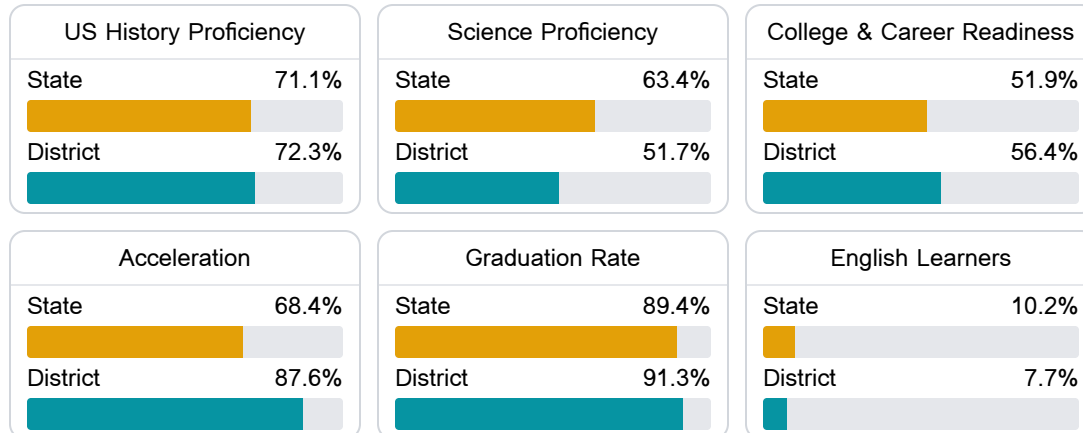 US History Proficiency
State 71.1%
District 72.3%
Science Proficiency
State 63.4%
District 51.7%
College & Career Readiness
State 51.9%
District 56.4%
Acceleration
State 68.4%
District 87.6%
Graduation Rate
State 89.4%
District 91.3%
English Learners
State 10.2%
District 7.7%